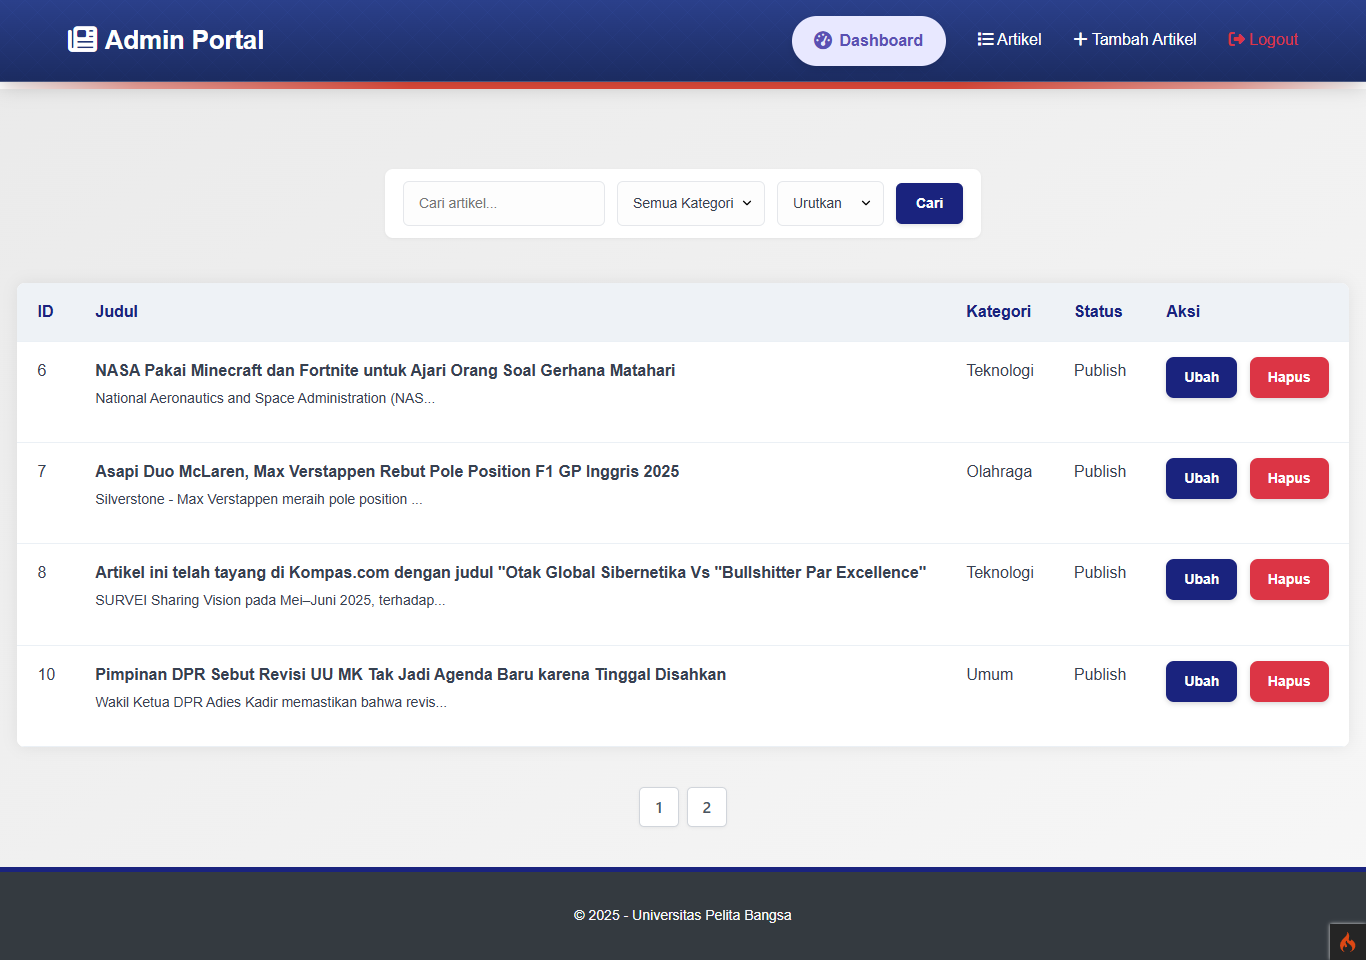 Admin Portal
Dashboard
Artikel
Tambah Artikel
Logout
Cari artikel...
Semua Kategori
Urutkan
Cari
ID Judul Kategori Status Aksi
6 NASA Pakai Minecraft dan Fortnite untuk Ajari Orang Soal Gerhana Matahari Teknologi Publish Ubah Hapus
National Aeronautics and Space Administration (NAS...
7 Asapi Duo McLaren, Max Verstappen Rebut Pole Position F1 GP Inggris 2025 Olahraga Publish Ubah Hapus
Silverstone - Max Verstappen meraih pole position ...
8 Artikel ini telah tayang di Kompas.com dengan judul "Otak Global Sibernetika Vs "Bullshitter Par Excellence" Teknologi Publish Ubah Hapus
SURVEI Sharing Vision pada Mei–Juni 2025, terhadap...
10 Pimpinan DPR Sebut Revisi UU MK Tak Jadi Agenda Baru karena Tinggal Disahkan Umum Publish Ubah Hapus
Wakil Ketua DPR Adies Kadir memastikan bahwa revis...
1 2
© 2025 - Universitas Pelita Bangsa